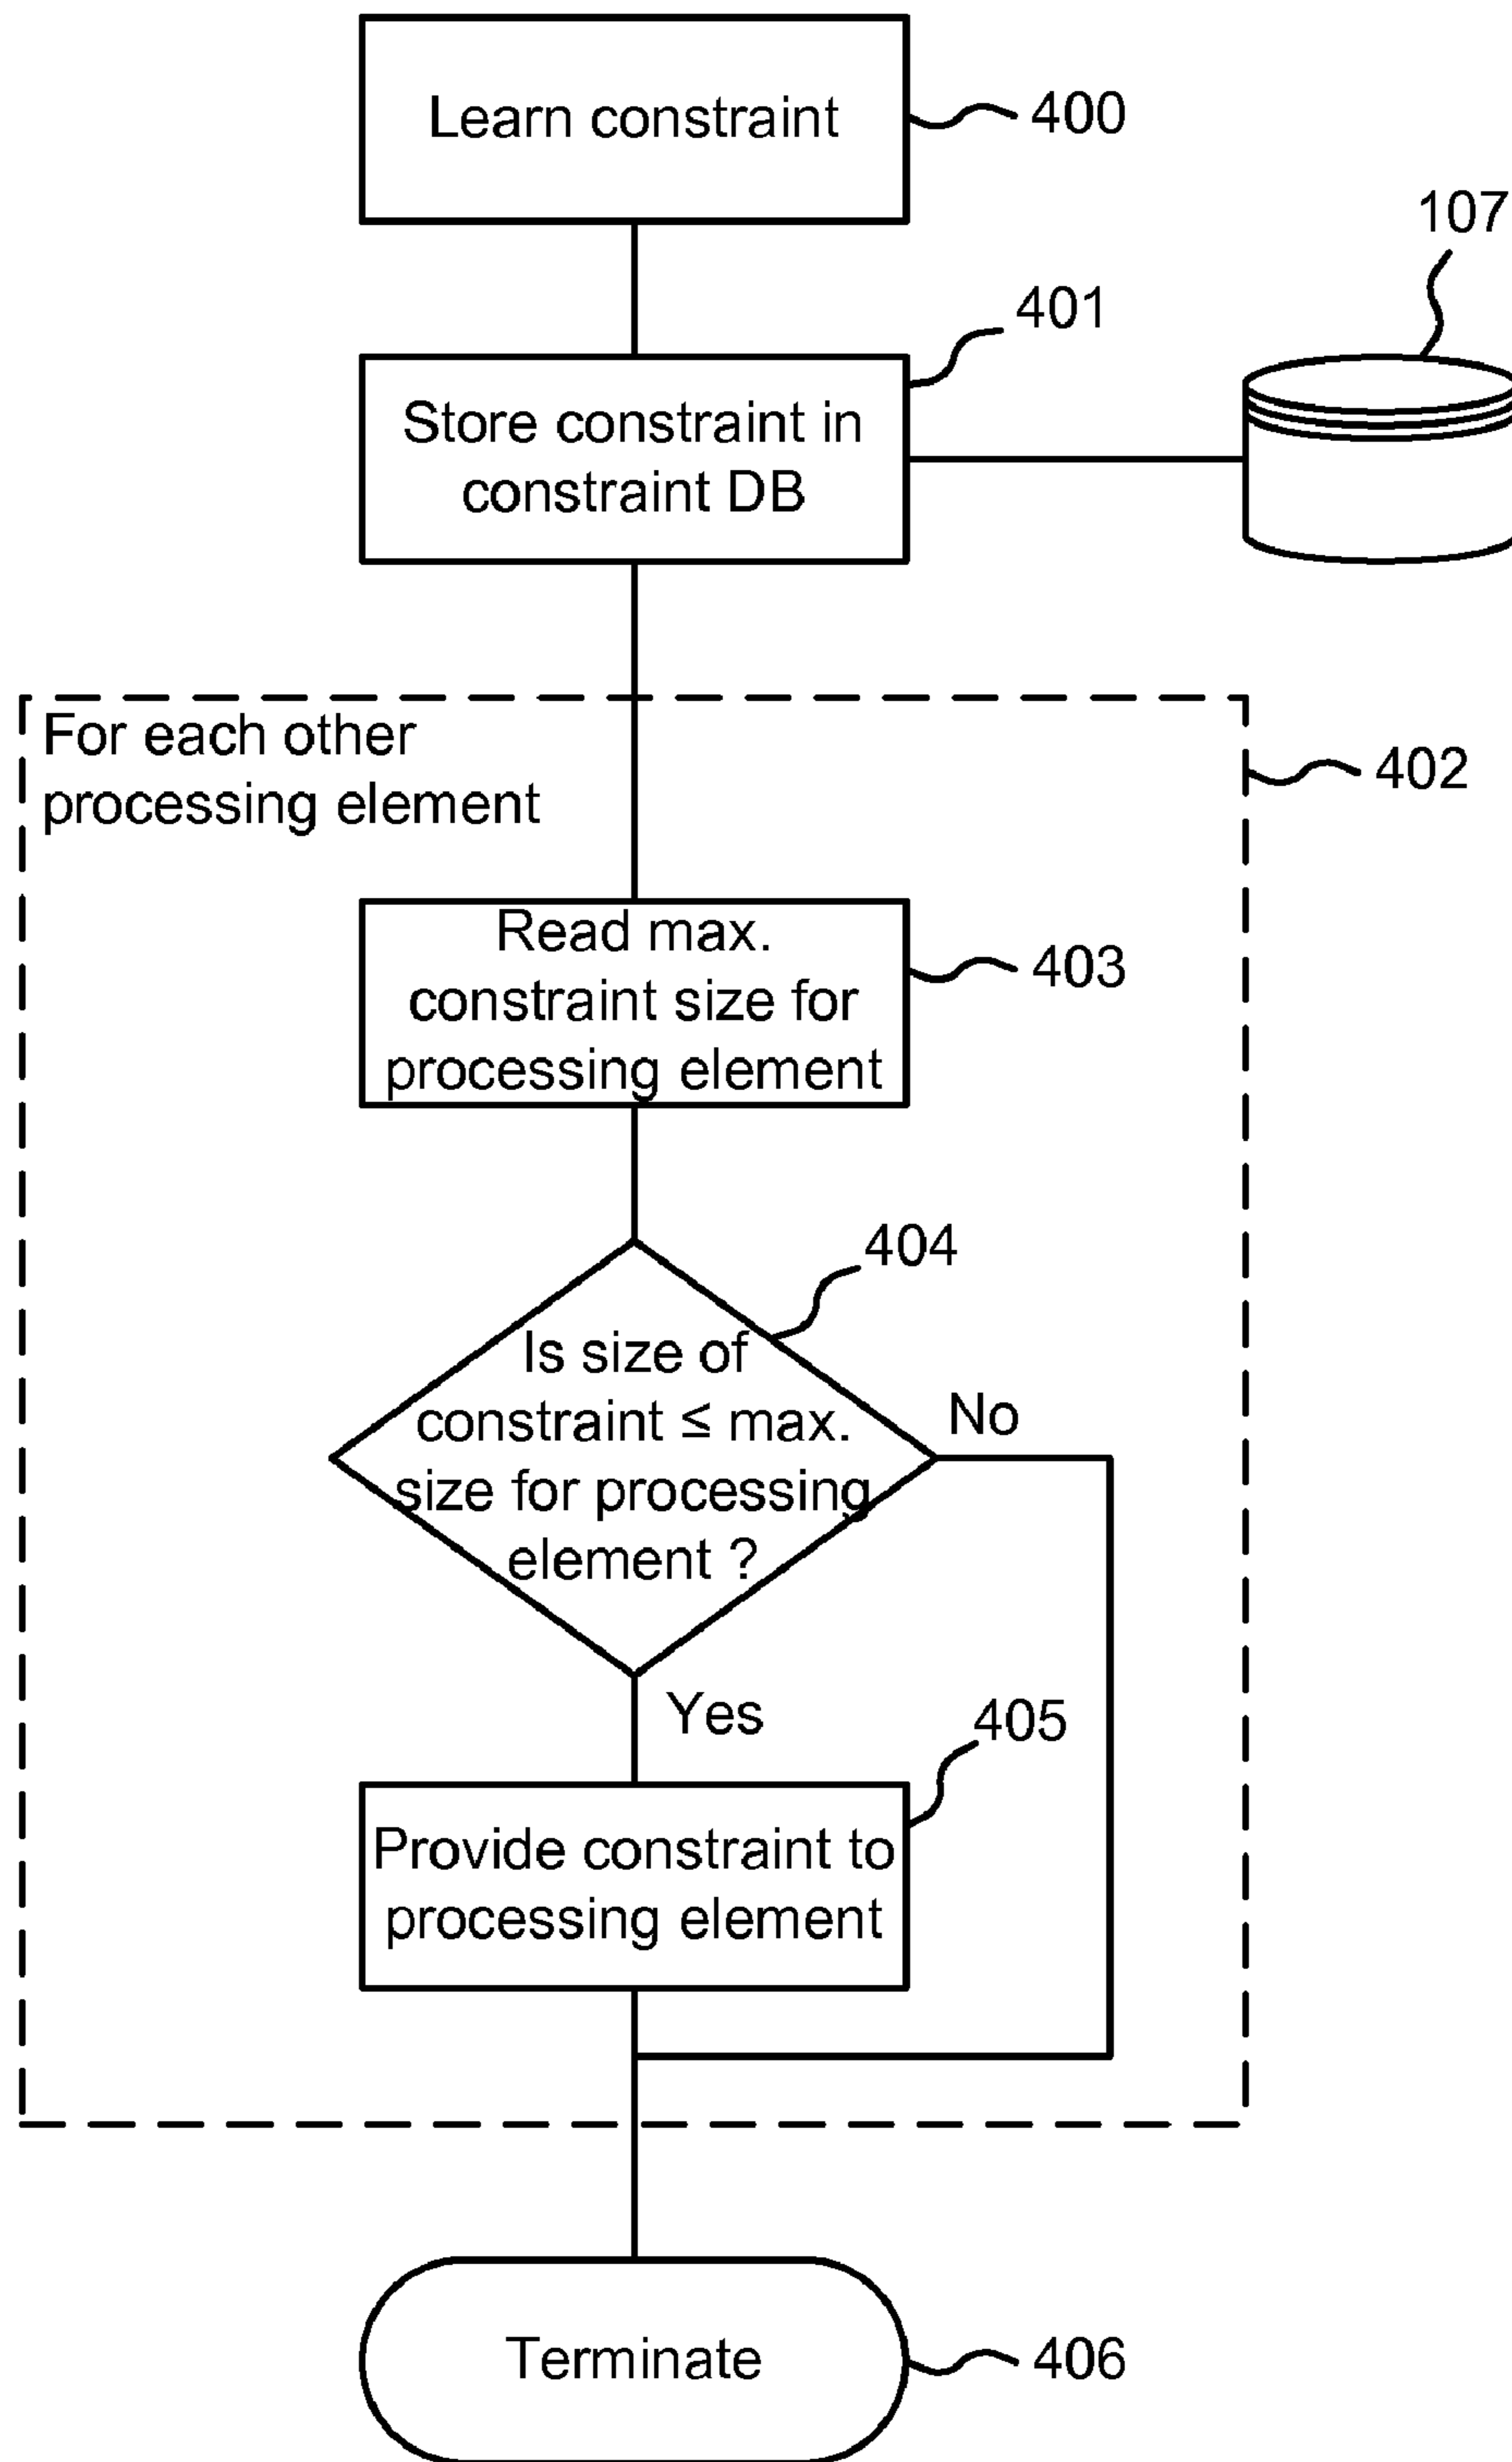 Learn constraint
400
107
401
Store constraint in
constraint DB
For each other
processing element
402
Read max.
constraint size for
processing element
403
404
Is size of
constraint ≤ max.
size for processing
element ?
No
Yes
405
Provide constraint to
processing element
Terminate
406